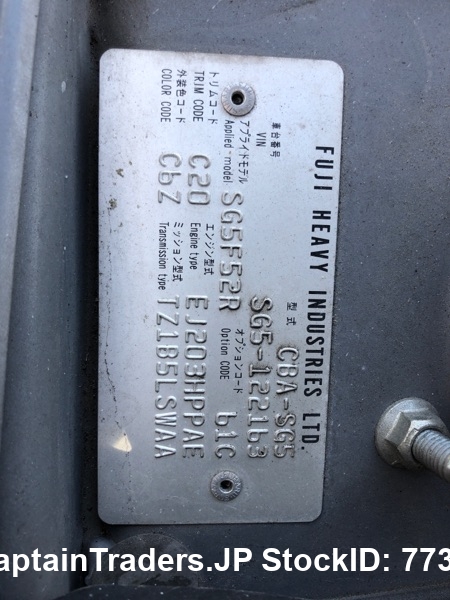 FUJI HEAVY INDUSTRIES LTD.
型式 CBA-SG5
車台番号
VIN SG5-122163
アプライドモデル オプションコード
Applied-model SG5F52R Option CODE 61C
トリムコード エンジン型式
TRIM CODE C20 Engine type EJ203HPPAE
外装色コード ミッション型式
COLOR CODE C6Z Transmission type TZ1B5LSWAA
aptainTraders.JP StockID: 773